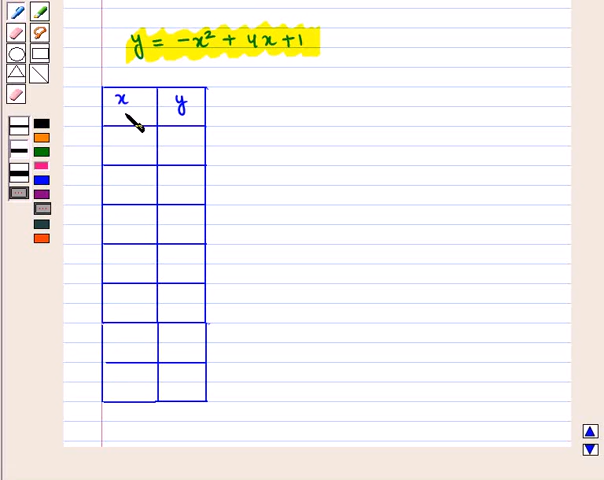 y = -x² + 4x + 1
x y